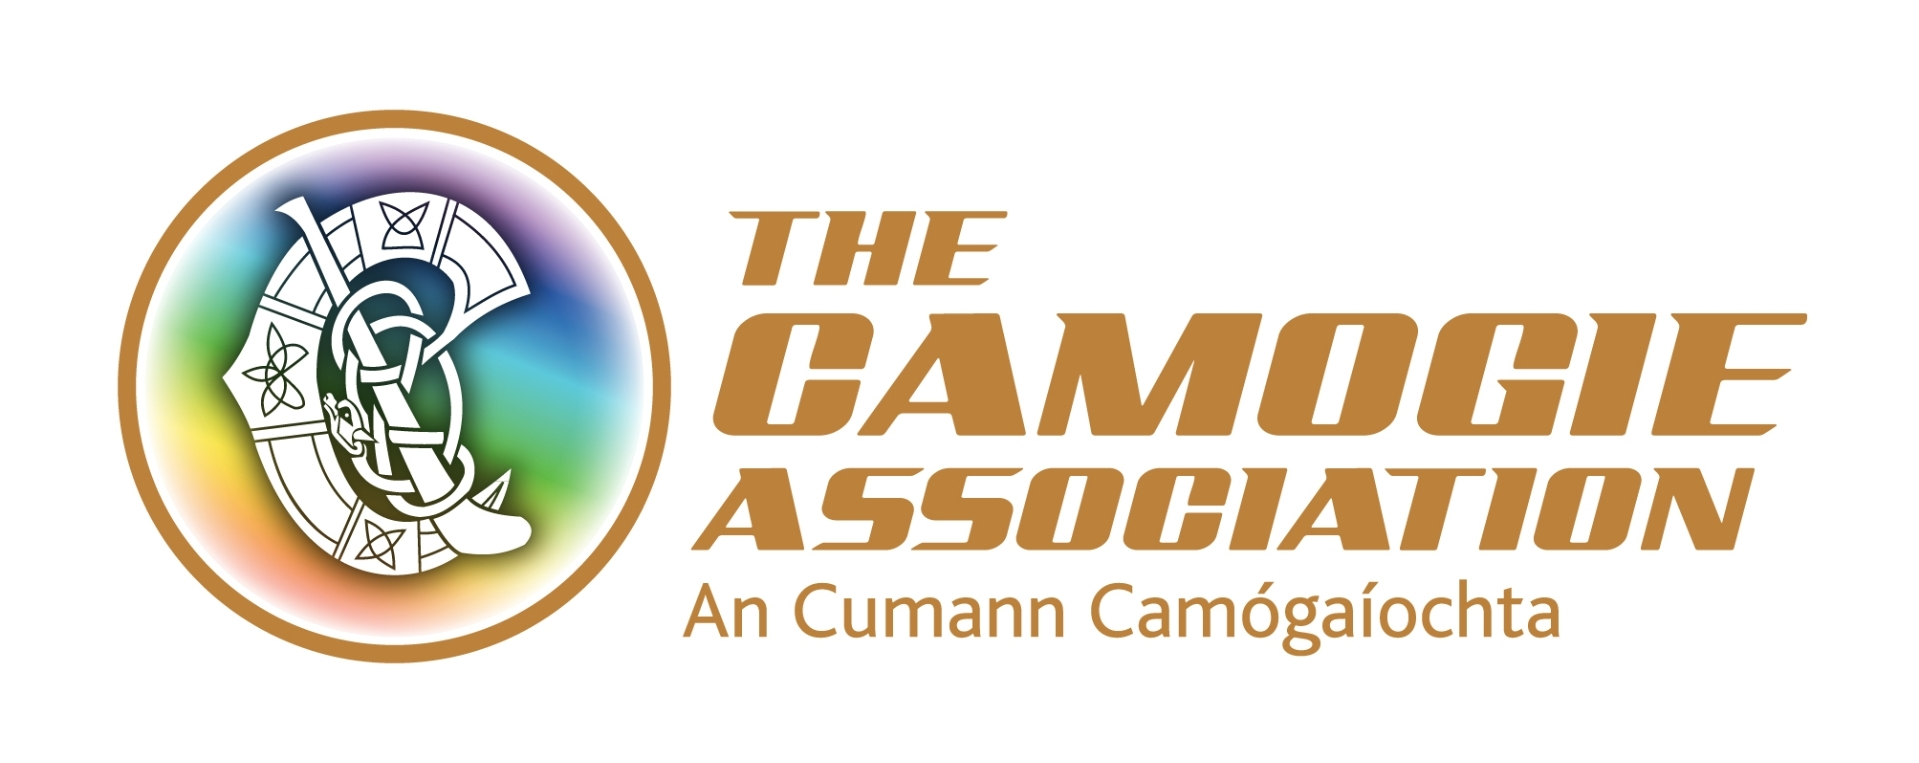 THE
CAMOGIE
ASSOCIATION
An Cumann Camógaíochta